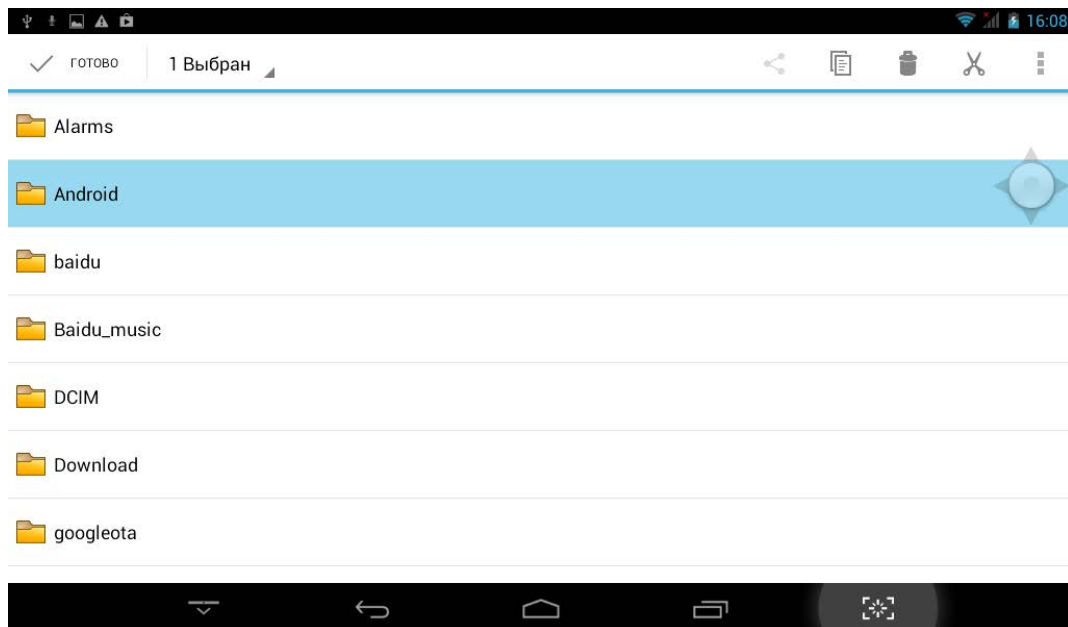 16:08
ГОТОВО 1 Выбран
Alarms
Android
baidu
Baidu_music
DCIM
Download
googleota